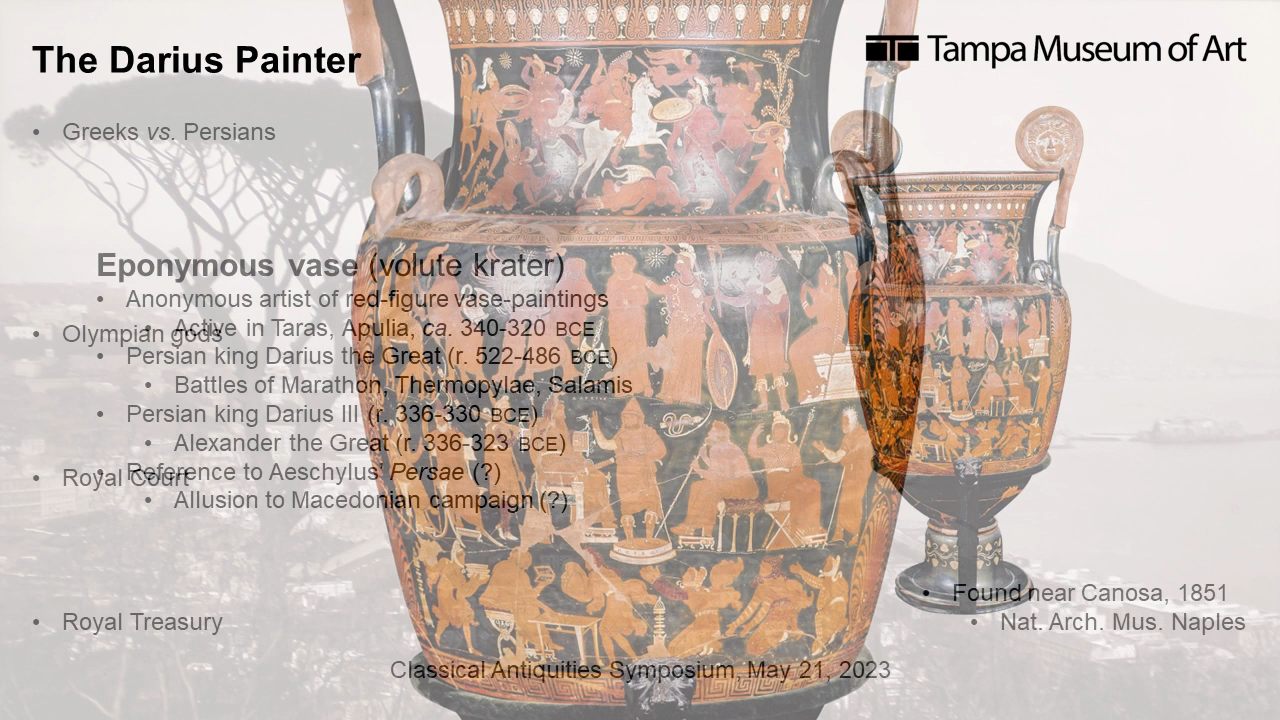 The Darius Painter
Tampa Museum of Art
• Greeks vs. Persians
Eponymous vase (volute krater)
• Anonymous artist of red-figure vase-paintings
• Active in Taras, Apulia, ca. 340-320 BCE
• Olympian gods
• Persian king Darius the Great (r. 522-486 BCE)
• Battles of Marathon, Thermopylae, Salamis
• Persian king Darius III (r. 336-330 BCE)
• Alexander the Great (r. 336-323 BCE)
• Reference to Aeschylus' Persae (?)
• Royal Court
• Allusion to Macedonian campaign (?)
• Found near Canosa, 1851
• Nat. Arch. Mus. Naples
• Royal Treasury
Classical Antiquities Symposium, May 21, 2023